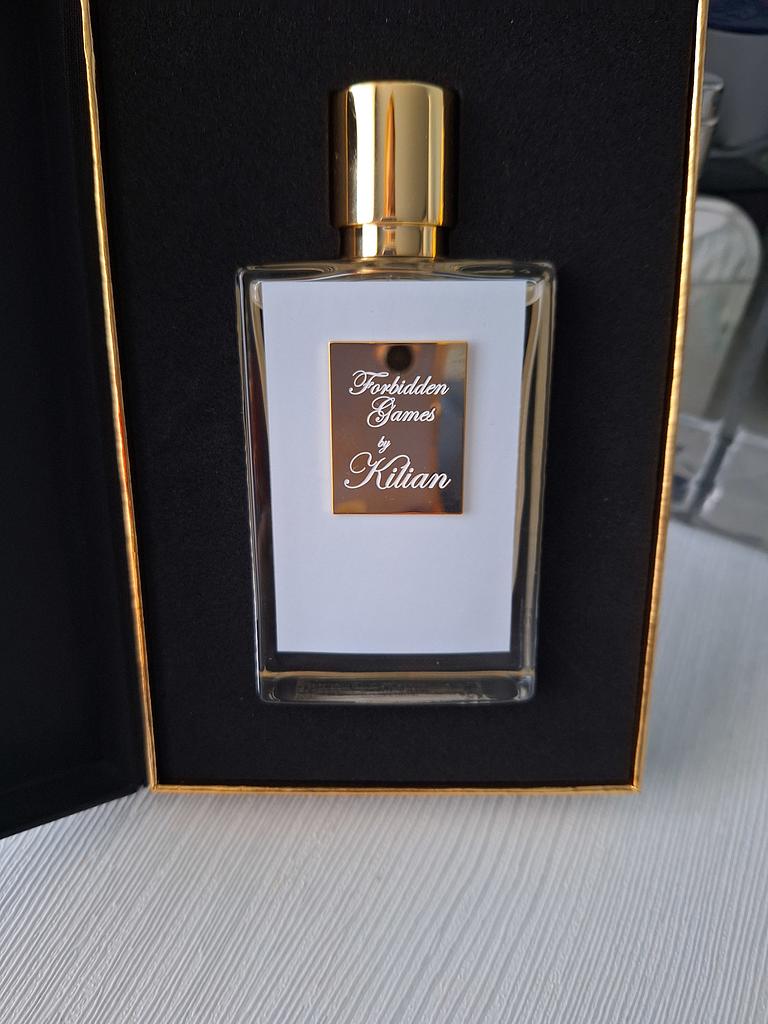 Forbidden
Games
by
Kilian